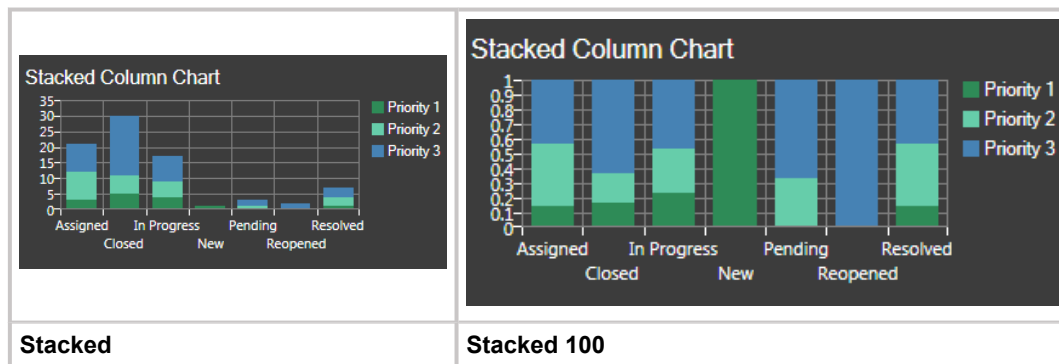 Stacked Column Chart
35
30
25
20
15
10
5
0
Priority 1
Priority 2
Priority 3
Assigned In Progress Pending Resolved
Closed New Reopened
Stacked Column Chart
1
0.9
0.8
0.7
0.6
0.5
0.4
0.3
0.2
0.1
0
Priority 1
Priority 2
Priority 3
Assigned In Progress Pending Resolved
Closed New Reopened
Stacked
Stacked 100